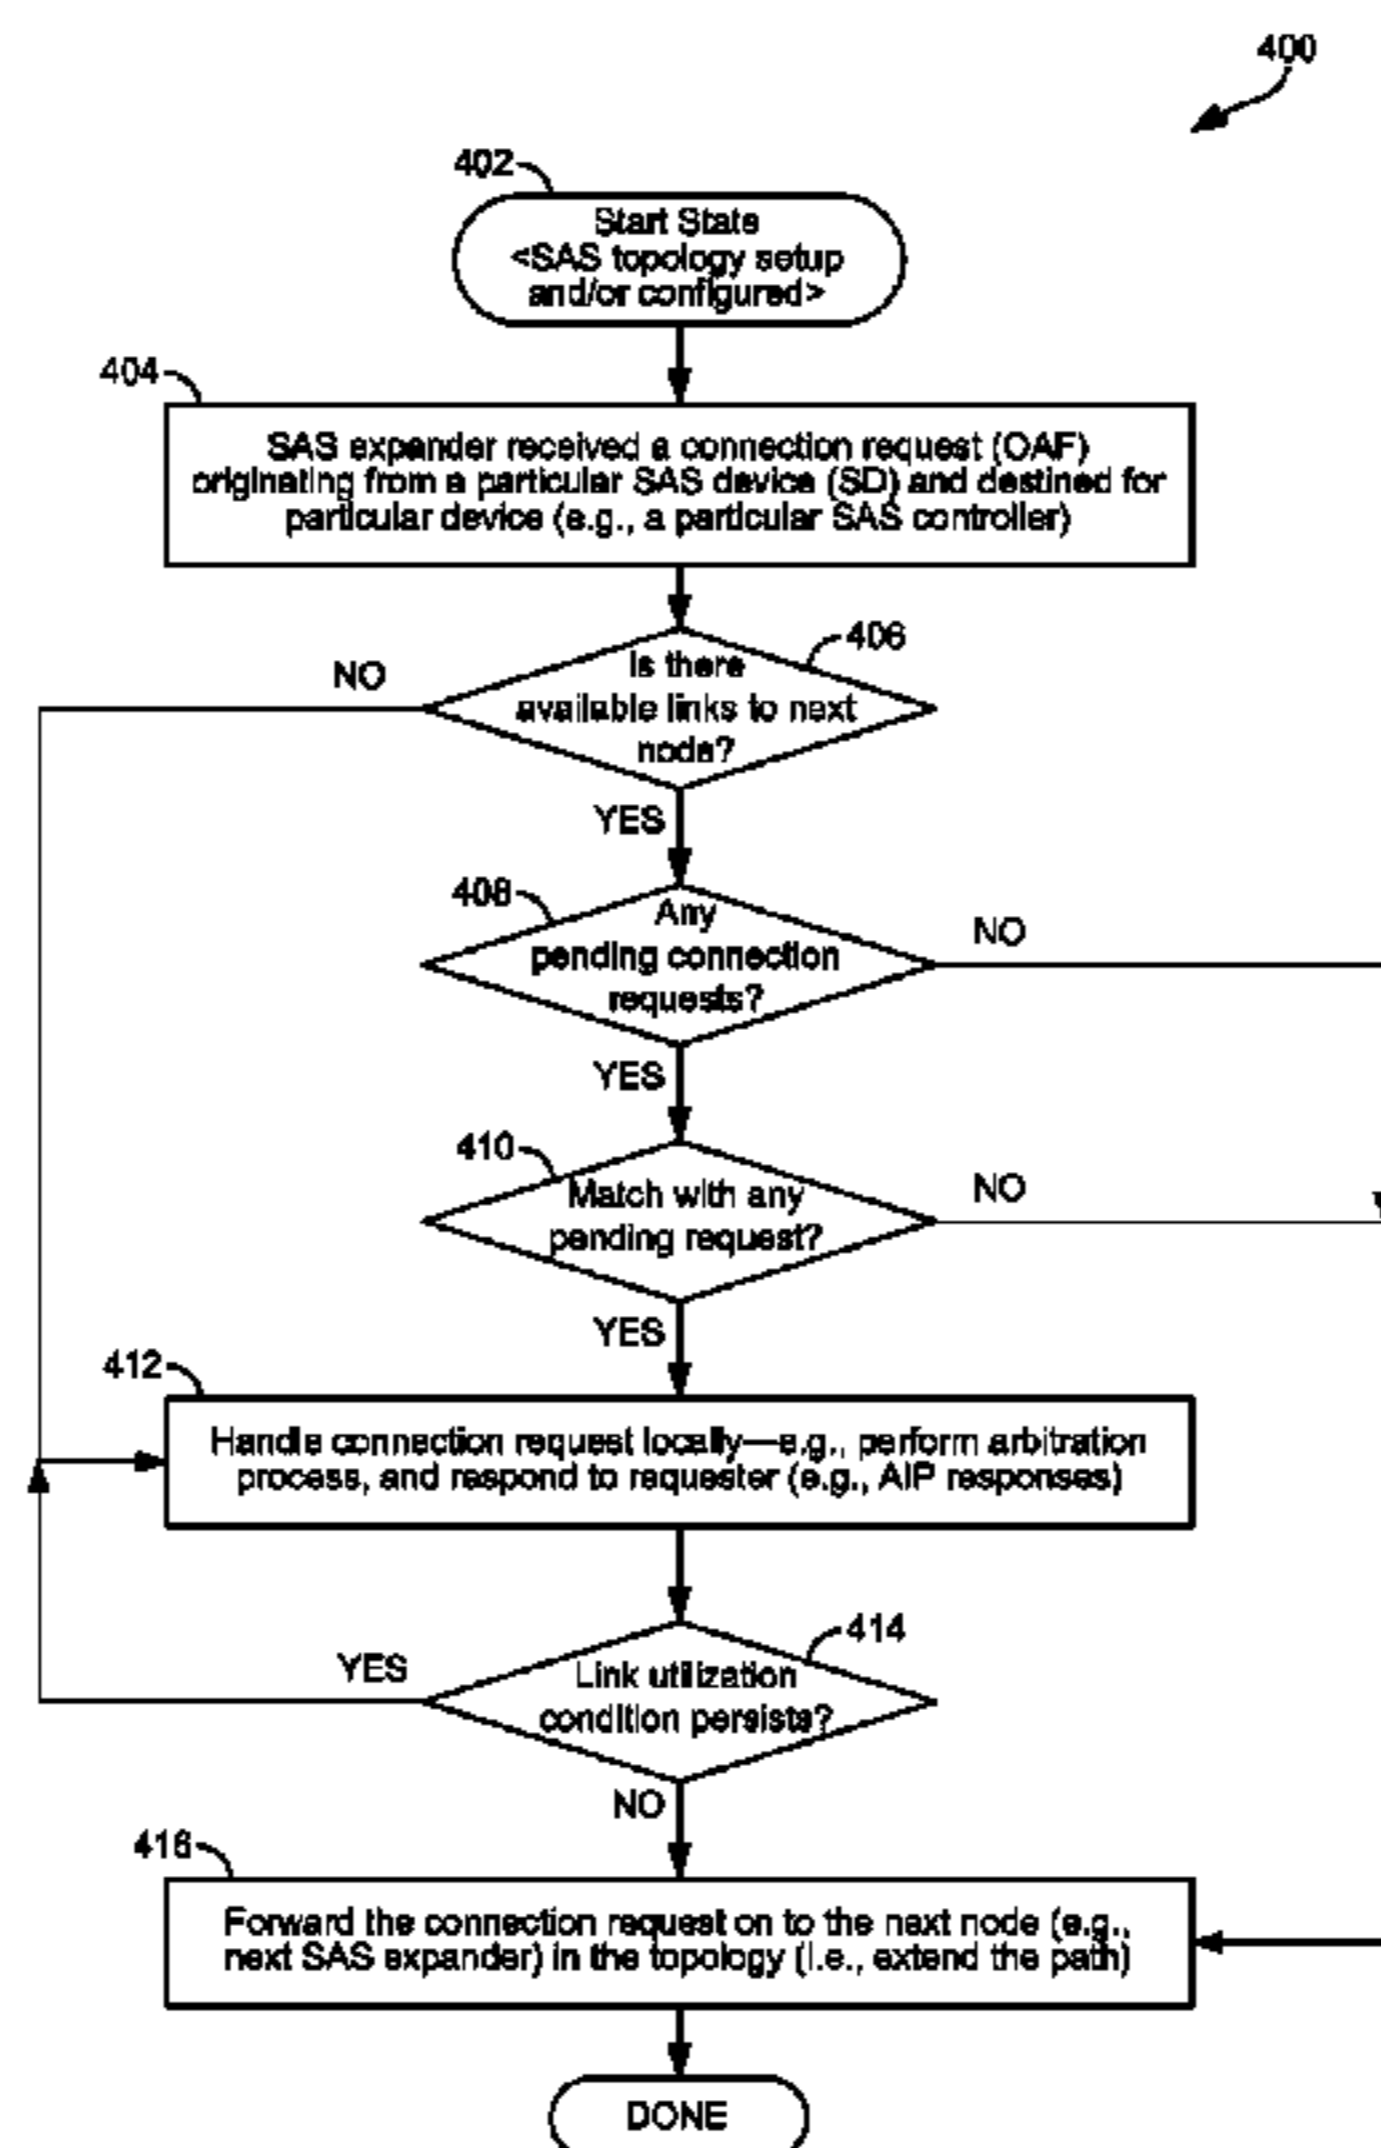 400
402
Start State
<SAS topology setup
and/or configured>
404
SAS expander received a connection request (OAF)
originating from a particular SAS device (SD) and destined for
particular device (e.g., a particular SAS controller)
406
NO
Is there
available links to next
node?
YES
408
Any
pending connection
requests?
NO
YES
410
Match with any
pending request?
NO
YES
412
Handle connection request locally—e.g., perform arbitration
process, and respond to requester (e.g., AIP responses)
414
YES
Link utilization
condition persists?
NO
416
Forward the connection request on to the next node (e.g.,
next SAS expander) in the topology (i.e., extend the path)
DONE